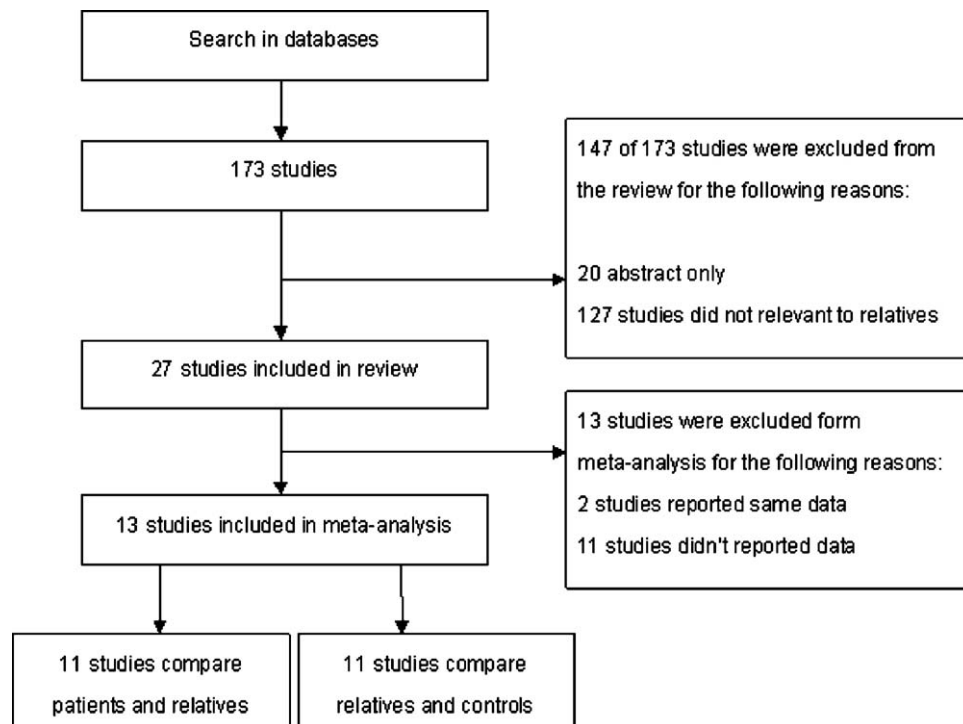 Search in databases
173 studies
147 of 173 studies were excluded from
the review for the following reasons:
20 abstract only
127 studies did not relevant to relatives
27 studies included in review
13 studies were excluded form
meta-analysis for the following reasons:
2 studies reported same data
11 studies didn't reported data
13 studies included in meta-analysis
11 studies compare
patients and relatives
11 studies compare
relatives and controls